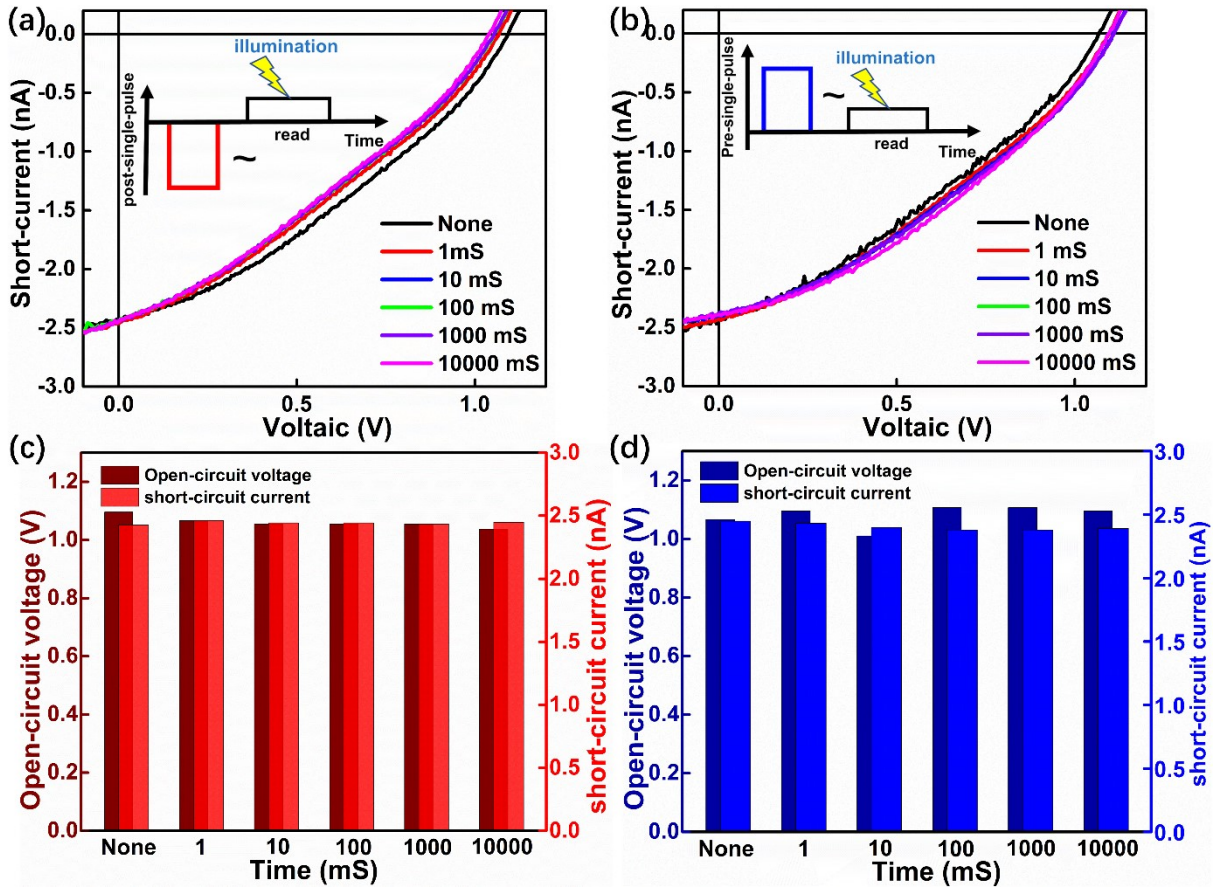 (a)
0.0
-0.5
-1.0
-1.5
-2.0
-2.5
-3.0
Short-current (nA)
illumination
post-single-pulse
~
read
Time
None
1mS
10 mS
100 mS
1000 mS
10000 mS
0.0 0.5 1.0
Voltaic (V)
(b)
0.0
-0.5
-1.0
-1.5
-2.0
-2.5
-3.0
Short-current (nA)
illumination
Pre-single-pulse
~
read
Time
None
1 mS
10 mS
100 mS
1000 mS
10000 mS
0.0 0.5 1.0
Voltaic (V)
(c)
Open-circuit voltage
short-circuit current
1.2
1.0
0.8
0.6
0.4
0.2
0.0
Open-circuit voltage (V)
3.0
2.5
2.0
1.5
1.0
0.5
0.0
short-circuit current (nA)
None 1 10 100 1000 10000
Time (mS)
(d)
Open-circuit voltage
short-circuit current
1.2
1.0
0.8
0.6
0.4
0.2
0.0
Open-circuit voltage (V)
3.0
2.5
2.0
1.5
1.0
0.5
0.0
short-circuit current (nA)
None 1 10 100 1000 10000
Time (mS)